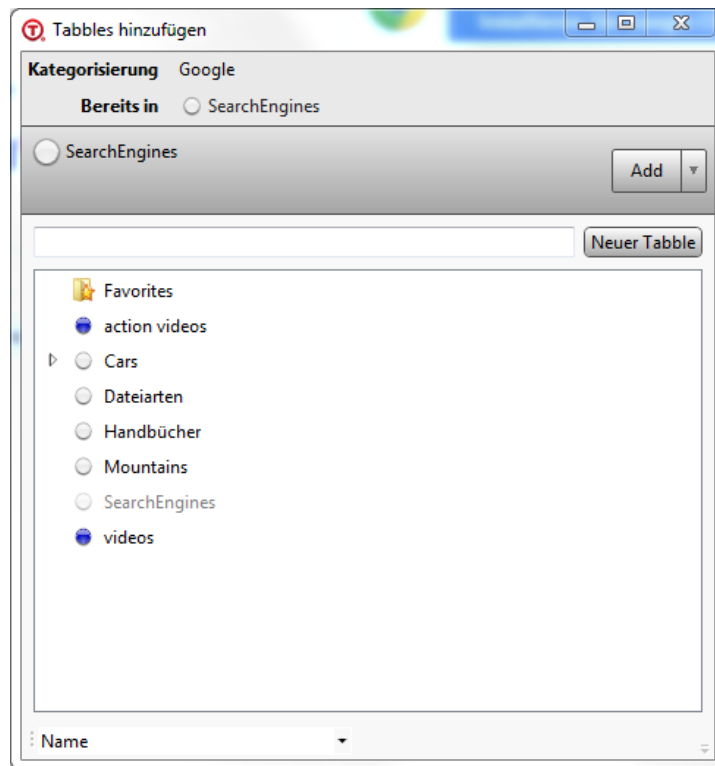 Tabbles hinzufügen
Kategorisierung Google
Bereits in SearchEngines
SearchEngines
Add
Neuer Tabble
Favorites
action videos
Cars
Dateiarten
Handbücher
Mountains
SearchEngines
videos
Name